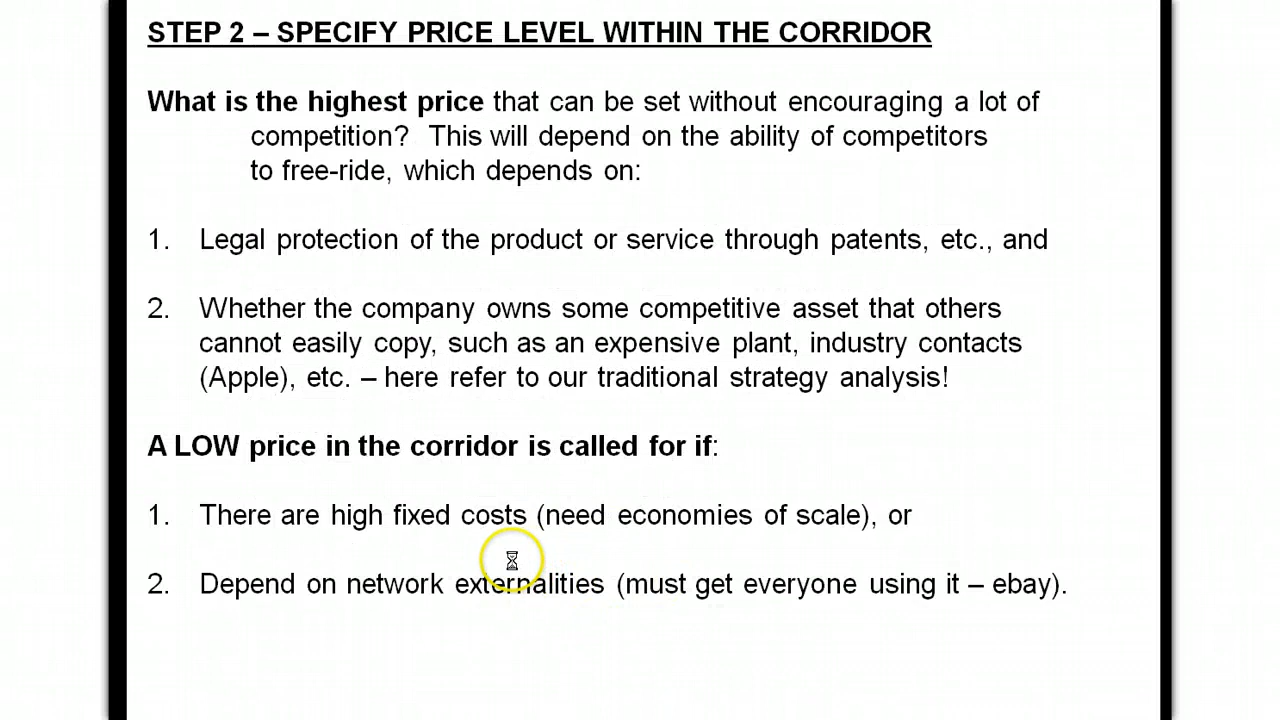 STEP 2 – SPECIFY PRICE LEVEL WITHIN THE CORRIDOR
What is the highest price that can be set without encouraging a lot of
competition? This will depend on the ability of competitors
to free-ride, which depends on:
1. Legal protection of the product or service through patents, etc., and
2. Whether the company owns some competitive asset that others
cannot easily copy, such as an expensive plant, industry contacts
(Apple), etc. – here refer to our traditional strategy analysis!
A LOW price in the corridor is called for if:
1. There are high fixed costs (need economies of scale), or
2. Depend on network externalities (must get everyone using it – ebay).